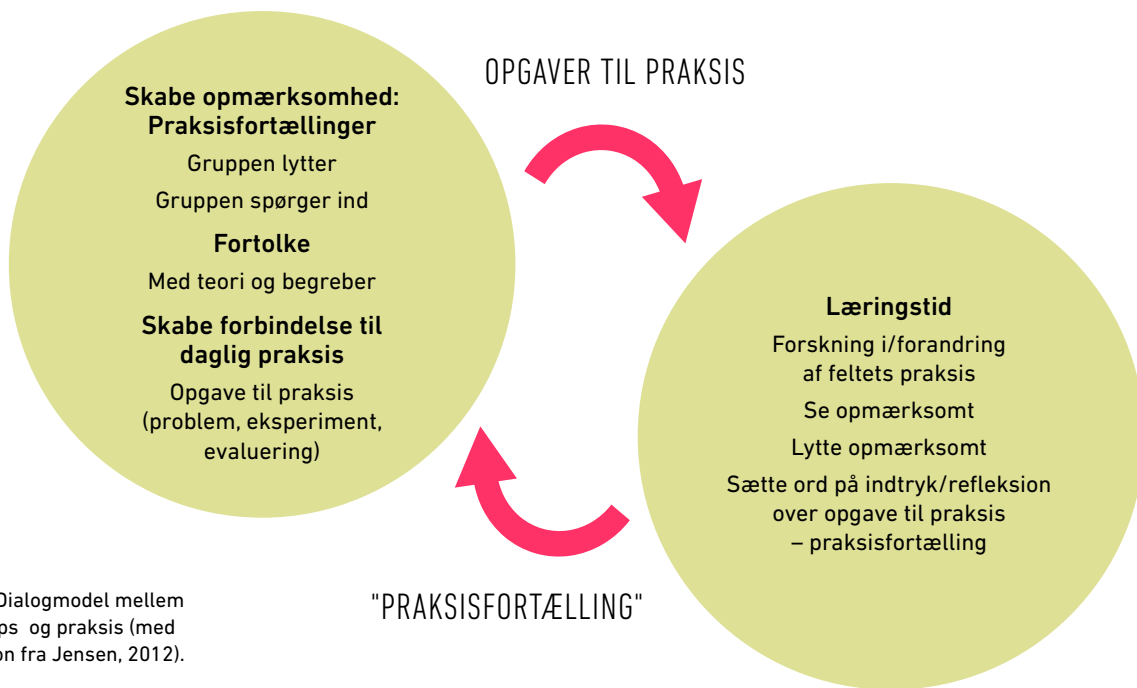 OPGAVER TIL PRAKSIS
Skabe opmærksomhed:
Praksisfortællinger
Gruppen lytter
Gruppen spørger ind
Fortolke
Med teori og begreber
Skabe forbindelse til
daglig praksis
Opgave til praksis
(problem, eksperiment,
evaluering)
Læringstid
Forskning i/forandring
af feltets praksis
Se opmærksomt
Lytte opmærksomt
Sætte ord på indtryk/refleksion
over opgave til praksis
– praksisfortælling
"PRAKSISFORTÆLLING"
Dialogmodel mellem
og praksis (med
fra Jensen, 2012).